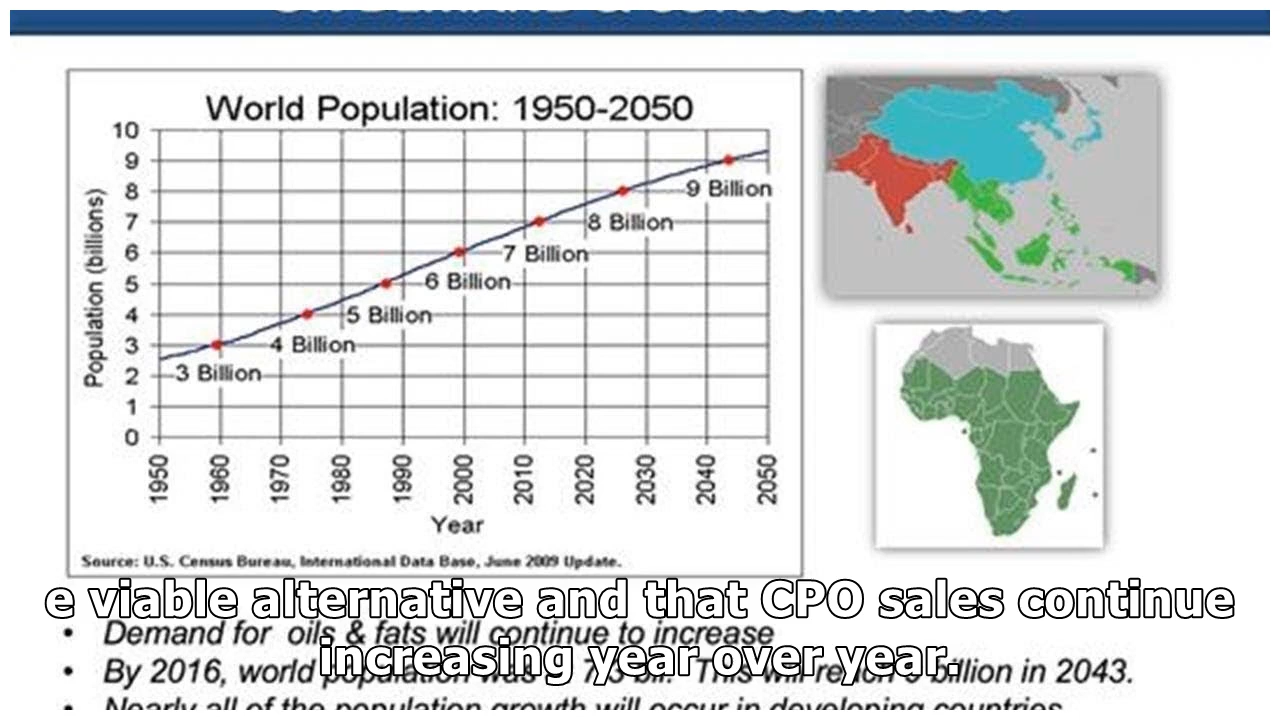 World Population: 1950-2050
Population (billions)
10
9
8
7
6
5
4
3
2
1
0
9 Billion
8 Billion
7 Billion
6 Billion
5 Billion
4 Billion
3 Billion
1950 1960 1970 1980 1990 2000 2010 2020 2030 2040 2050
Year
Source: U.S. Census Bureau, International Data Base, June 2009 Update.
e viable alternative and that CPO sales continue
increasing year over year.
• Demand for oils & fats will continue to increase
• By 2016, world population was 7.3 bil. This will reach 9 billion in 2043.
• Nearly all of the population growth will occur in developing countries